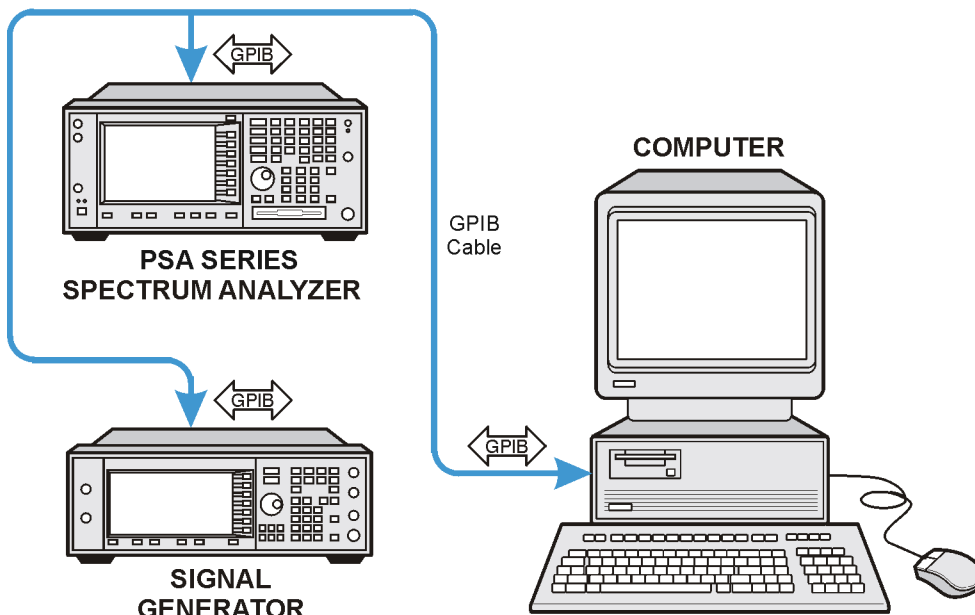 GPIB
PSA SERIES
SPECTRUM ANALYZER
GPIB
Cable
COMPUTER
GPIB
GPIB
SIGNAL
GENERATOR